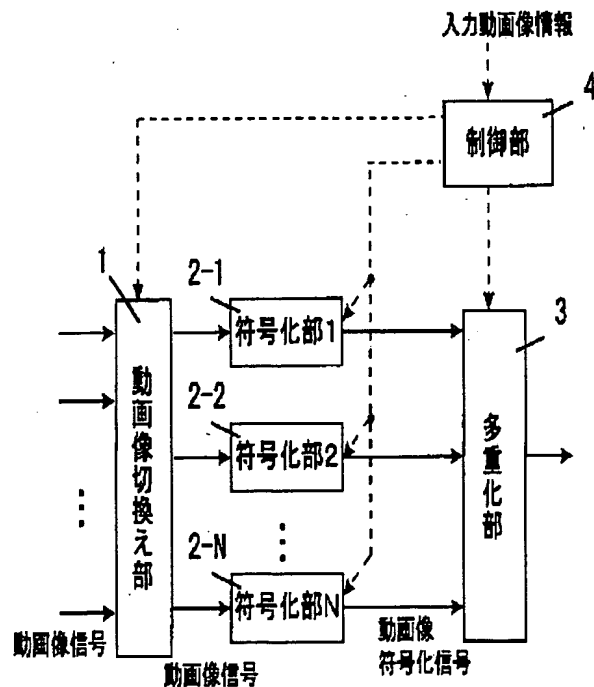 入力動画像情報
4
制御部
1
2-1
符号化部1
3
動画像切換え部
2-2
符号化部2
多重化部
2-N
符号化部N
動画像信号
動画像信号
動画像
符号化信号